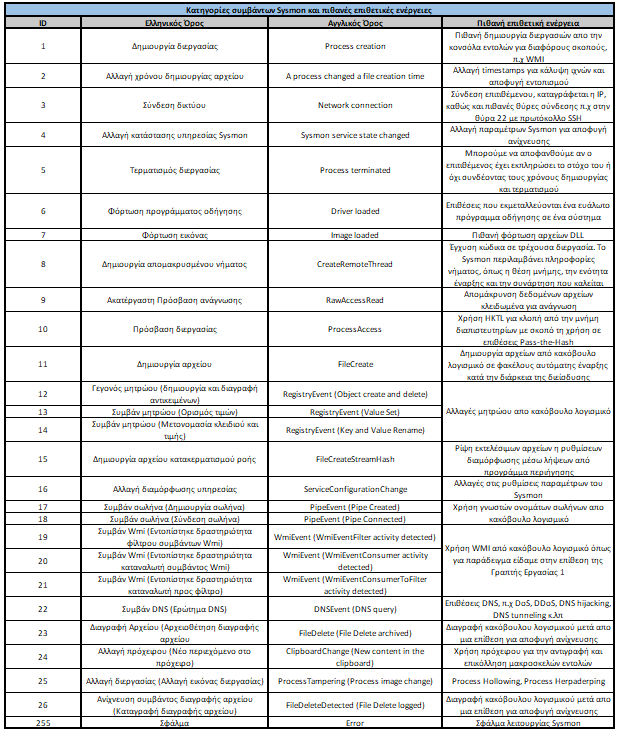 Κατηγορίες συμβάντων Sysmon και πιθανές επιθετικές ενέργειες
ID Ελληνικός Όρος Αγγλικός Όρος Πιθανή επιθετική ενέργεια
1 Δημιουργία διεργασίας Process creation Πιθανή δημιουργία διεργασιών απο την
κονσόλα εντολών για διαφόρους σκοπούς,
π.χ WMI
2 Αλλαγή χρόνου δημιουργίας αρχείου A process changed a file creation time Αλλαγή timestamps για κάλυψη ιχνών και
αποφυγή εντοπισμού
3 Σύνδεση δικτύου Network connection Σύνδεση επιτιθέμενου, καταγράφεται η IP,
καθώς και πιθανές θύρες σύνδεσης π.χ στην
θύρα 22 με πρωτόκολλο SSH
4 Αλλαγή κατάστασης υπηρεσίας Sysmon Sysmon service state changed Αλλαγή παραμέτρων Sysmon για αποφυγή
ανίχνευσης
5 Τερματισμός διεργασίας Process terminated Μπορούμε να αποφανθούμε αν ο
επιτιθέμενος έχει εκπληρώσει το στόχο του ή
όχι συνδέοντας τους χρόνους δημιουργίας
και τερματισμού
6 Φόρτωση προγράμματος οδήγησης Driver loaded Επιθέσεις που εκμεταλλεύονται ένα ευάλωτο
πρόγραμμα οδήγησης σε ένα σύστημα
7 Φόρτωση εικόνας Image loaded Πιθανή φόρτωση αρχείων DLL
8 Δημιουργία απομακρυσμένου νήματος CreateRemoteThread Έγχυση κώδικα σε τρέχουσα διεργασία. Το
Sysmon περιλαμβάνει πληροφορίες
νήματος, όπως η θέση μνήμης, την ενότητα
έναρξης και την συνάρτηση που καλείται
9 Ακατέργαστη Πρόσβαση ανάγνωσης RawAccessRead Απομάκρυνση δεδομένων αρχείων
κλειδωμένα για ανάγνωση
10 Πρόσβαση διεργασίας ProcessAccess Χρήση HKTL για κλοπή από την μνήμη
διαπιστευτηρίων με σκοπό τη χρήση σε
επιθέσεις Pass-the-Hash
11 Δημιουργία αρχείου FileCreate Δημιουργία αρχείων από κακόβουλο
λογισμικό σε φακέλους αυτόματης έναρξης
κατά την διάρκεια της διείσδυσης
12 Γεγονός μητρώου (δημιουργία και διαγραφή
αντικειμένων) RegistryEvent (Object create and delete) Αλλαγές μητρώου απο κακόβουλο λογισμικό
13 Συμβάν μητρώου (Ορισμός τιμών) RegistryEvent (Value Set)
14 Συμβάν μητρώου (Μετονομασία κλειδιού και
τιμής) RegistryEvent (Key and Value Rename)
15 Δημιουργία αρχείου κατακερματισμού ροής FileCreateStreamHash Ρίψη εκτελέσιμων αρχείων η ρυθμίσεων
διαμόρφωσης μέσω λήψεων από
πρόγραμμα περιήγησης
16 Αλλαγή διαμόρφωσης υπηρεσίας ServiceConfigurationChange Αλλαγές στις ρυθμίσεις παραμέτρων του
Sysmon
17 Συμβάν σωλήνα (Δημιουργία σωλήνα) PipeEvent (Pipe Created) Χρήση γνωστών ονομάτων σωλήνων από
κακόβουλο λογισμικό
18 Συμβάν σωλήνα (Σύνδεση σωλήνα) PipeEvent (Pipe Connected)
19 Συμβάν Wmi (Εντοπίστηκε δραστηριότητα
φίλτρου συμβάντων Wmi) WmiEvent (WmiEventFilter activity detected) Χρήση WMI από κακόβουλο λογισμικό όπως
για παράδειγμα είδαμε στην επίθεση της
Γραπτής Εργασίας 1
20 Συμβάν Wmi (Εντοπίστηκε δραστηριότητα
καταναλωτή συμβάντος Wmi) WmiEvent (WmiEventConsumer activity
detected)
21 Συμβάν Wmi (Εντοπίστηκε δραστηριότητα
καταναλωτή προς φίλτρο) WmiEvent (WmiEventConsumerToFilter
activity detected)
22 Συμβάν DNS (Ερώτημα DNS) DNSEvent (DNS query) Επιθέσεις DNS, π.χ DoS, DDoS, DNS hijacking,
DNS tunneling κ.λπ
23 Διαγραφή Αρχείου (Αρχειοθέτηση διαγραφής
αρχείου FileDelete (File Delete archived) Διαγραφή κακόβουλου λογισμικού μετά απο
μια επίθεση για αποφυγή ανίχνευσης
24 Αλλαγή πρόχειρου (Νέο περιεχόμενο στο
πρόχειρο) ClipboardChange (New content in the
clipboard) Χρήση πρόχειρου για την αντιγραφή και
επικόλληση μακροσκελών εντολών
25 Αλλαγή διεργασίας (Αλλαγή εικόνας διεργασίας) ProcessTampering (Process image change) Process Hollowing, Process Herpaderping
26 Ανίχνευση συμβάντος διαγραφής αρχείου
(Καταγραφή διαγραφής αρχείου) FileDeleteDetected (File Delete logged) Διαγραφή κακόβουλου λογισμικού μετά απο
μια επίθεση για αποφυγή ανίχνευσης
255 Σφάλμα Error Σφάλμα λειτουργίας Sysmon